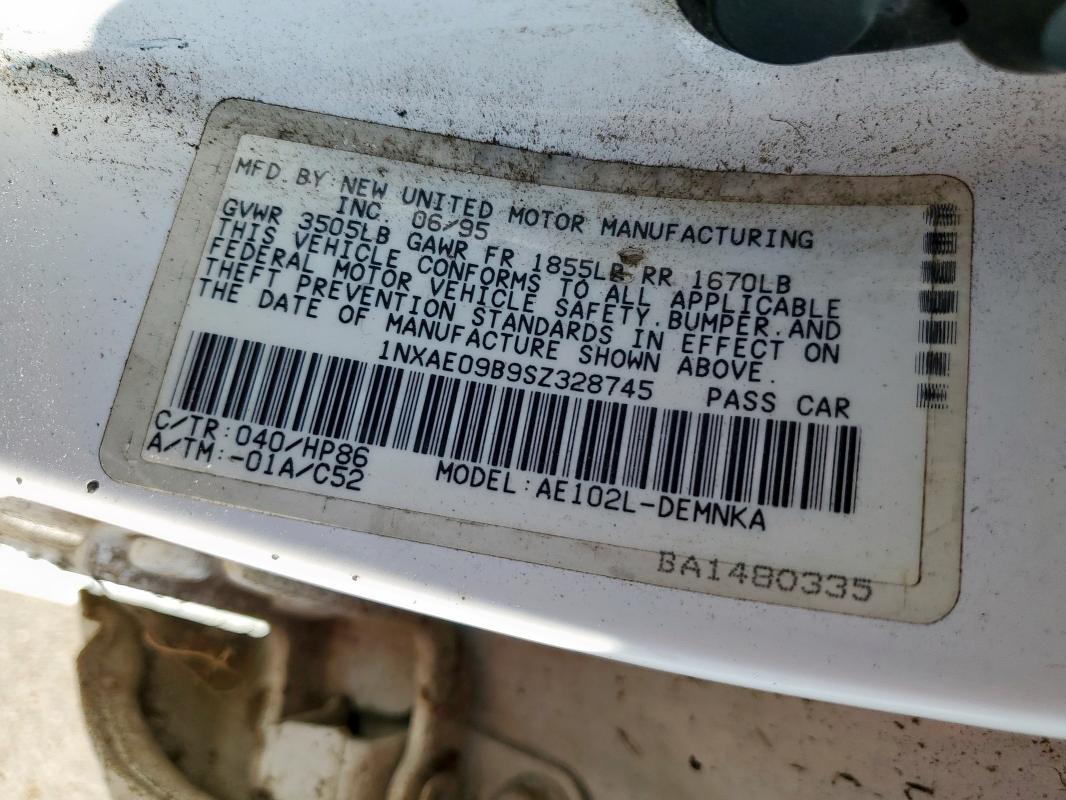 MFD. BY NEW UNITED MOTOR MANUFACTURING
INC. 06/95
GVWR 3505LB GAWR FR 1855LB RR 1670LB
THIS VEHICLE CONFORMS TO ALL APPLICABLE
FEDERAL MOTOR VEHICLE SAFETY, BUMPER, AND
THEFT PREVENTION STANDARDS IN EFFECT ON
THE DATE OF MANUFACTURE SHOWN ABOVE.
1NXAE09B9SZ328745 PASS CAR
C/TR:040/HP86
A/TM:-01A/C52 MODEL:AE102L-DEMNKA
BA1480335